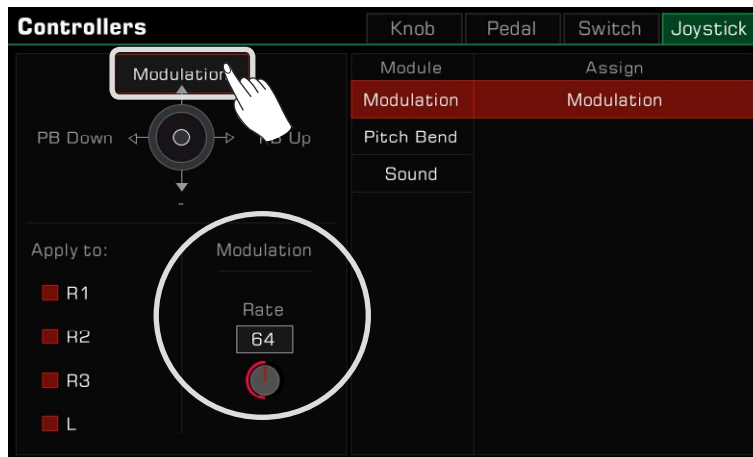 Controllers
Knob Pedal Switch Joystick
Modulation
PB Down
Up
-
Apply to:
R1
R2
R3
L
Modulation
Rate
64
Module Assign
Modulation Modulation
Pitch Bend
Sound